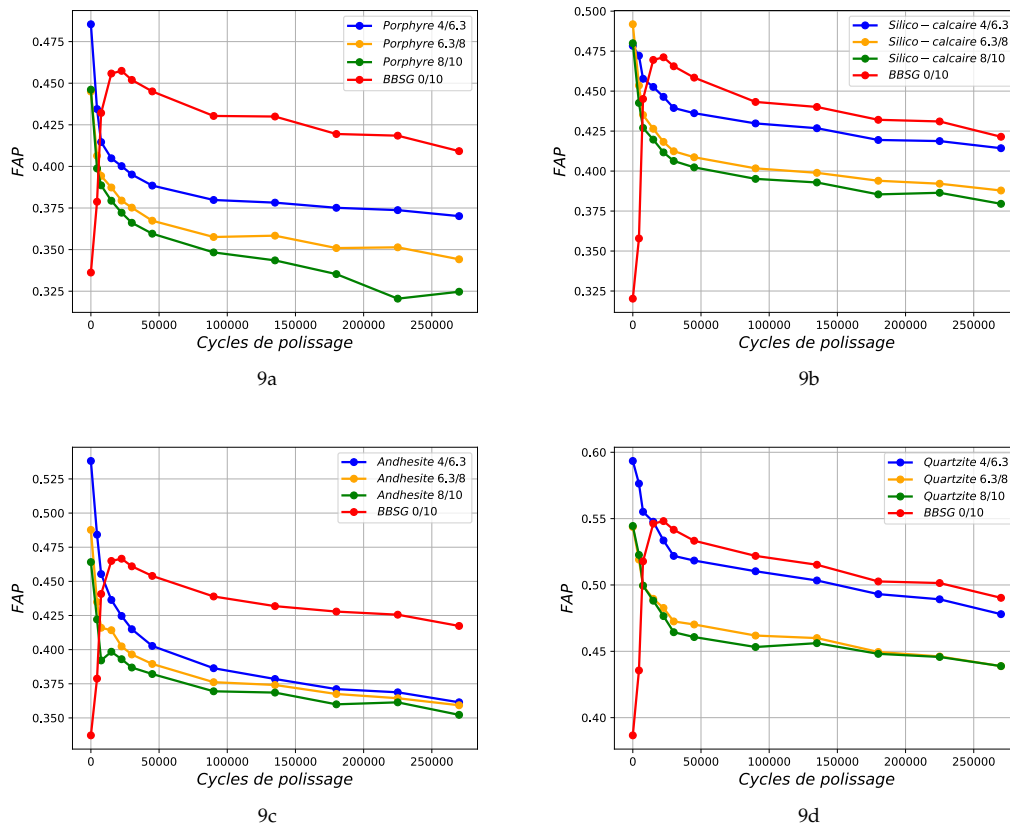 Porphyre 4/6.3
Porphyre 6.3/8
Porphyre 8/10
BBSG 0/10
0.475
0.450
0.425
0.400
0.375
0.350
0.325
FAP
0 50000 100000 150000 200000 250000
Cycles de polissage
9a
Silico−calcaire 4/6.3
Silico−calcaire 6.3/8
Silico−calcaire 8/10
BBSG 0/10
0.500
0.475
0.450
0.425
0.400
0.375
0.350
0.325
FAP
0 50000 100000 150000 200000 250000
Cycles de polissage
9b
Andhesite 4/6.3
Andhesite 6.3/8
Andhesite 8/10
BBSG 0/10
0.525
0.500
0.475
0.450
0.425
0.400
0.375
0.350
FAP
0 50000 100000 150000 200000 250000
Cycles de polissage
9c
Quartzite 4/6.3
Quartzite 6.3/8
Quartzite 8/10
BBSG 0/10
0.60
0.55
0.50
0.45
0.40
FAP
0 50000 100000 150000 200000 250000
Cycles de polissage
9d